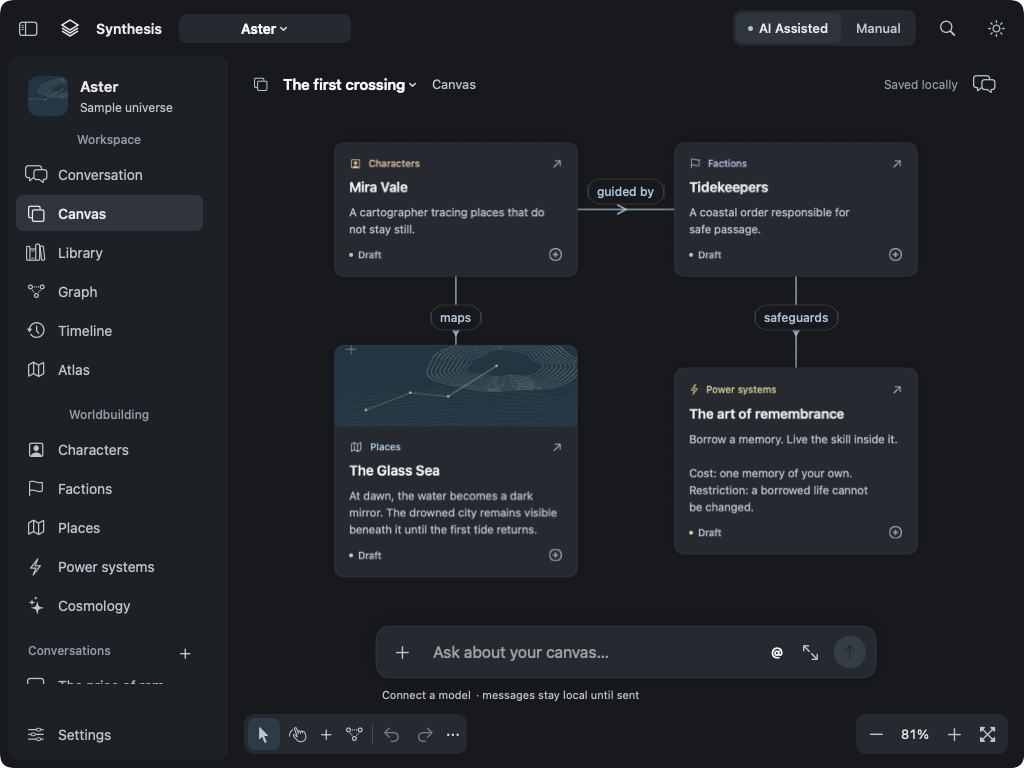 Synthesis
Aster
AI Assisted
Manual
Aster
Sample universe
Workspace
Conversation
Canvas
Library
Graph
Timeline
Atlas
Worldbuilding
Characters
Factions
Places
Power systems
Cosmology
Conversations
The price of rem
Settings
The first crossing
Canvas
Saved locally
Characters
Mira Vale
A cartographer tracing places that do
not stay still.
Draft
guided by
Factions
Tidekeepers
A coastal order responsible for
safe passage.
Draft
maps
safeguards
Places
The Glass Sea
At dawn, the water becomes a dark
mirror. The drowned city remains visible
beneath it until the first tide returns.
Draft
Power systems
The art of remembrance
Borrow a memory. Live the skill inside it.
Cost: one memory of your own.
Restriction: a borrowed life cannot
be changed.
Draft
Ask about your canvas...
@
Connect a model · messages stay local until sent
81%